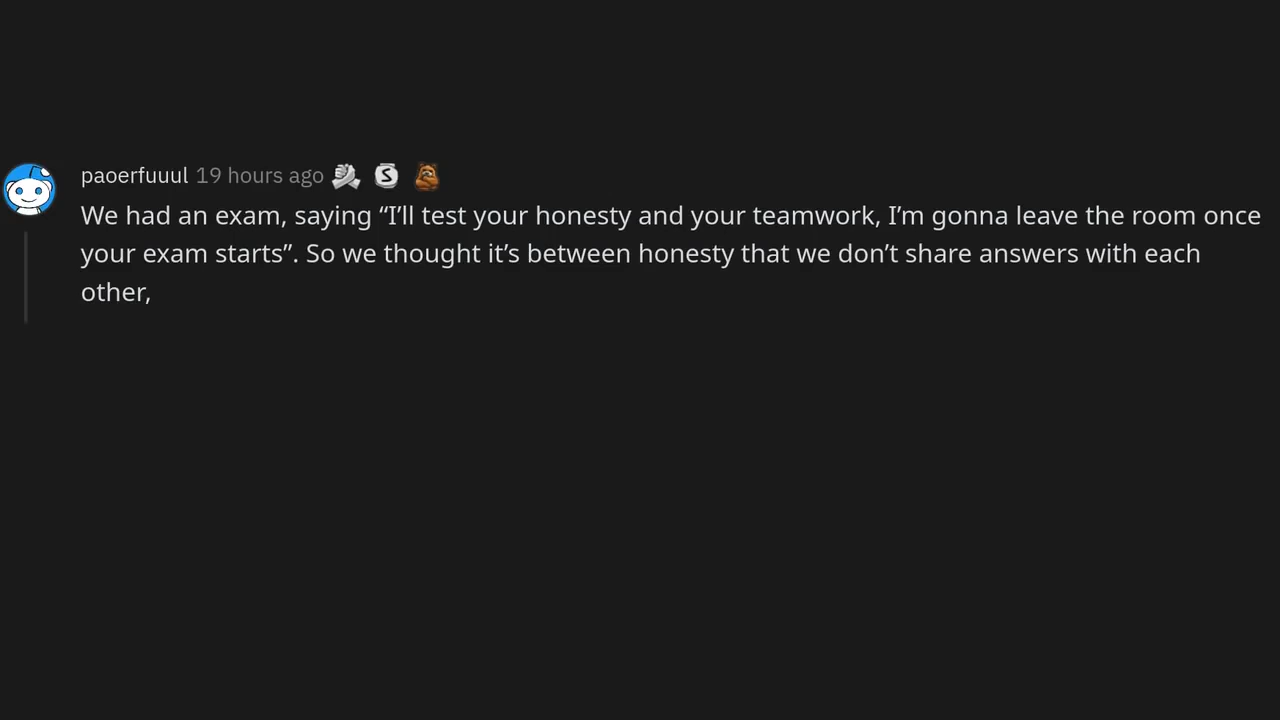 paoerfuuul 19 hours ago
We had an exam, saying “I’ll test your honesty and your teamwork, I’m gonna leave the room once
your exam starts”. So we thought it’s between honesty that we don’t share answers with each
other,